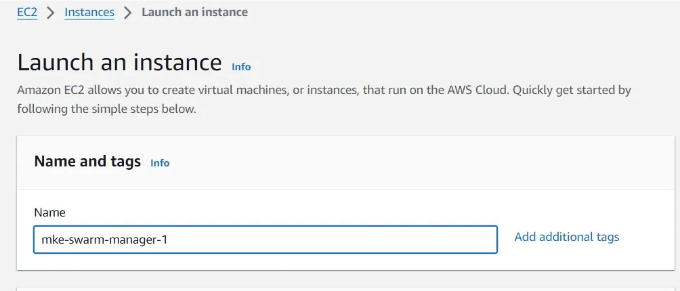 EC2 > Instances > Launch an instance
Launch an instance Info
Amazon EC2 allows you to create virtual machines, or instances, that run on the AWS Cloud. Quickly get started by
following the simple steps below.
Name and tags Info
Name
mke-swarm-manager-1 Add additional tags